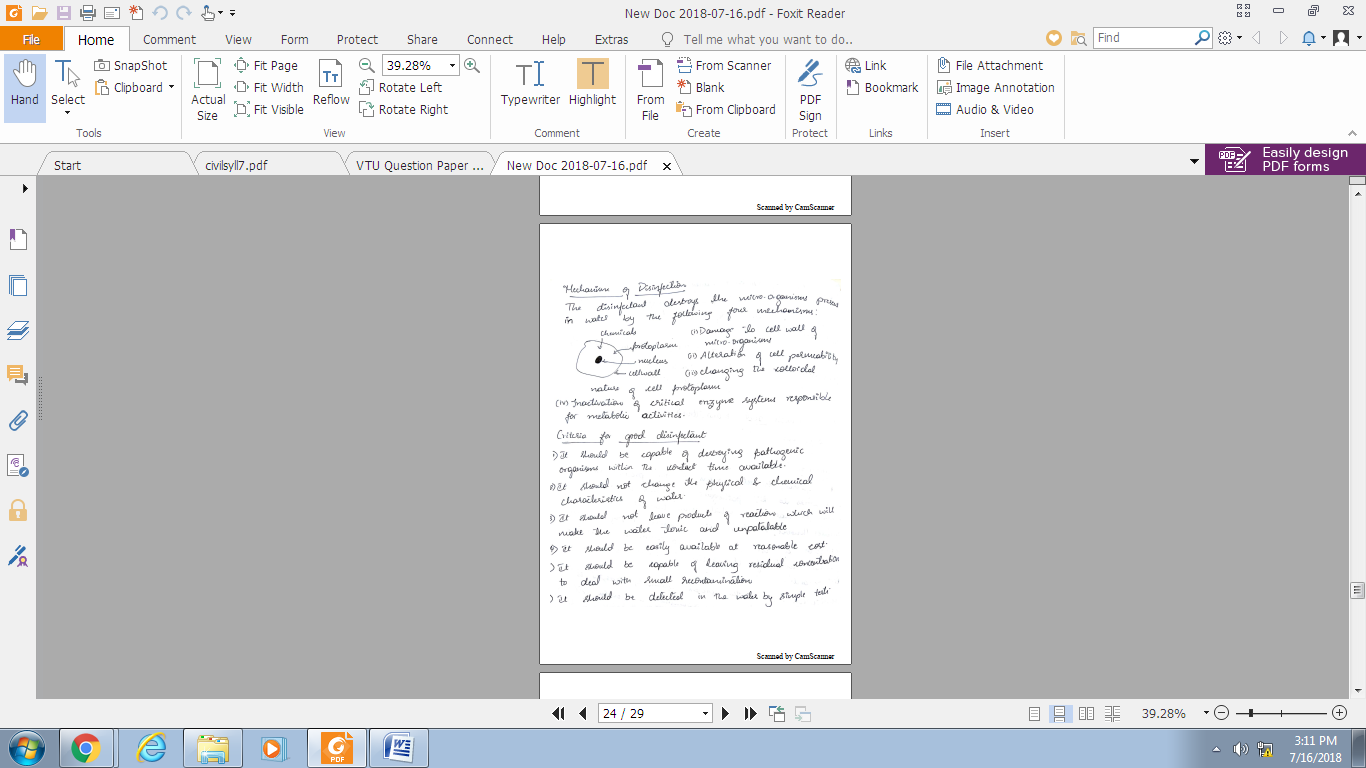 New Doc 2018-07-16.pdf - Foxit Reader
File Home Comment View Form Protect Share Connect Help Extras Tell me what you want to do.. Find
Hand
Select
SnapShot
Clipboard
Tools
Actual Size
Fit Page
Fit Width
Fit Visible
Reflow
39.28%
Rotate Left
Rotate Right
View
Typewriter
Highlight
Comment
From File
From Scanner
Blank
From Clipboard
Create
PDF Sign
Protect
Link
Bookmark
Links
File Attachment
Image Annotation
Audio & Video
Insert
Start civilsyll7.pdf VTU Question Paper ... New Doc 2018-07-16.pdf
Easily design
PDF forms
Scanned by CamScanner
Mechanism of Disinfection
The disinfectant destroys the micro-organisms present
in water by the following four mechanisms:
chemicals
protoplasm
nucleus
cellwall
(i) Damage to cell wall of
micro-organisms
(ii) Alteration of cell permeability
(iii) changing the colloidal
nature of cell protoplasm
(iv) Inactivation of critical enzyme systems responsible
for metabolic activities.
Criteria for good disinfectant
1) It should be capable of destroying pathogenic
organisms within the contact time available.
2) It should not change the physical & chemical
characteristics of water.
3) It should not leave products of reactions which will
make the water toxic and unpatalable
4) It should be easily available at reasonable cost.
) It should be capable of leaving residual concentration
to deal with small recontamination
) It should be detected in the water by simple tests.
Scanned by CamScanner
24 / 29
39.28%
PDF
3:11 PM
7/16/2018